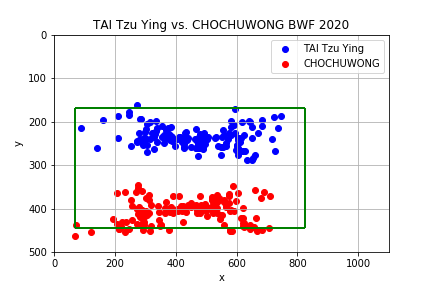 TAI Tzu Ying vs. CHOCHUWONG BWF 2020
TAI Tzu Ying
CHOCHUWONG
0
100
200
300
400
500
y
0 200 400 600 800 1000
x